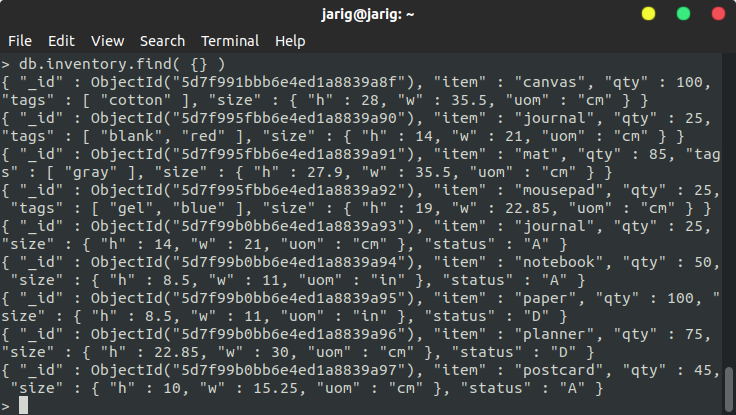 jarig@jarig: ~
File Edit View Search Terminal Help
> db.inventory.find( {} )
{ "_id" : ObjectId("5d7f991bbb6e4ed1a8839a8f"), "item" : "canvas", "qty" : 100,
"tags" : [ "cotton" ], "size" : { "h" : 28, "w" : 35.5, "uom" : "cm" } }
{ "_id" : ObjectId("5d7f995fbb6e4ed1a8839a90"), "item" : "journal", "qty" : 25,
"tags" : [ "blank", "red" ], "size" : { "h" : 14, "w" : 21, "uom" : "cm" } }
{ "_id" : ObjectId("5d7f995fbb6e4ed1a8839a91"), "item" : "mat", "qty" : 85, "tag
s" : [ "gray" ], "size" : { "h" : 27.9, "w" : 35.5, "uom" : "cm" } }
{ "_id" : ObjectId("5d7f995fbb6e4ed1a8839a92"), "item" : "mousepad", "qty" : 25,
 "tags" : [ "gel", "blue" ], "size" : { "h" : 19, "w" : 22.85, "uom" : "cm" } }
{ "_id" : ObjectId("5d7f99b0bb6e4ed1a8839a93"), "item" : "journal", "qty" : 25,
"size" : { "h" : 14, "w" : 21, "uom" : "cm" }, "status" : "A" }
{ "_id" : ObjectId("5d7f99b0bb6e4ed1a8839a94"), "item" : "notebook", "qty" : 50,
 "size" : { "h" : 8.5, "w" : 11, "uom" : "in" }, "status" : "A" }
{ "_id" : ObjectId("5d7f99b0bb6e4ed1a8839a95"), "item" : "paper", "qty" : 100, "
size" : { "h" : 8.5, "w" : 11, "uom" : "in" }, "status" : "D" }
{ "_id" : ObjectId("5d7f99b0bb6e4ed1a8839a96"), "item" : "planner", "qty" : 75,
"size" : { "h" : 22.85, "w" : 30, "uom" : "cm" }, "status" : "D" }
{ "_id" : ObjectId("5d7f99b0bb6e4ed1a8839a97"), "item" : "postcard", "qty" : 45,
 "size" : { "h" : 10, "w" : 15.25, "uom" : "cm" }, "status" : "A" }
>